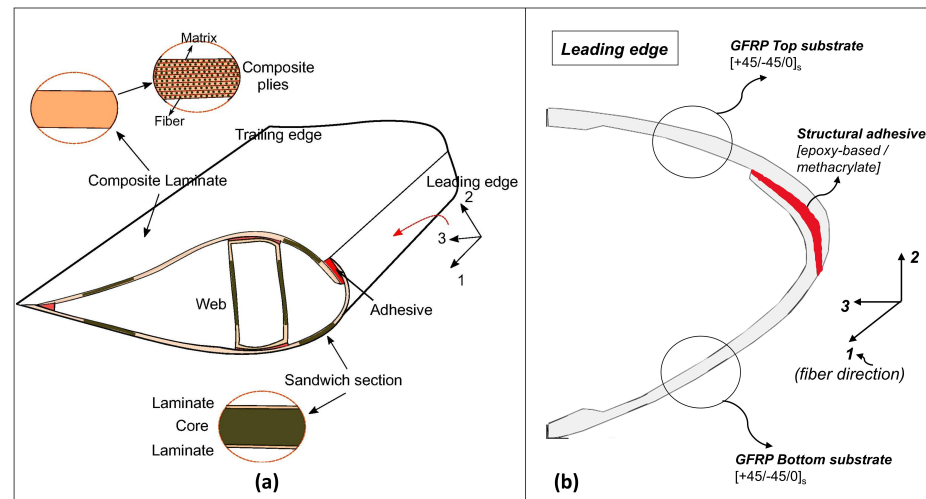 Matrix
Composite
plies
Fiber
Trailing edge
Composite Laminate
Leading edge
2
3
1
Web
Adhesive
Sandwich section
Laminate
Core
Laminate
(a)
Leading edge
GFRP Top substrate
[+45/-45/0]s
Structural adhesive
[epoxy-based /
methacrylate]
2
3
1
(fiber direction)
GFRP Bottom substrate
[+45/-45/0]s
(b)